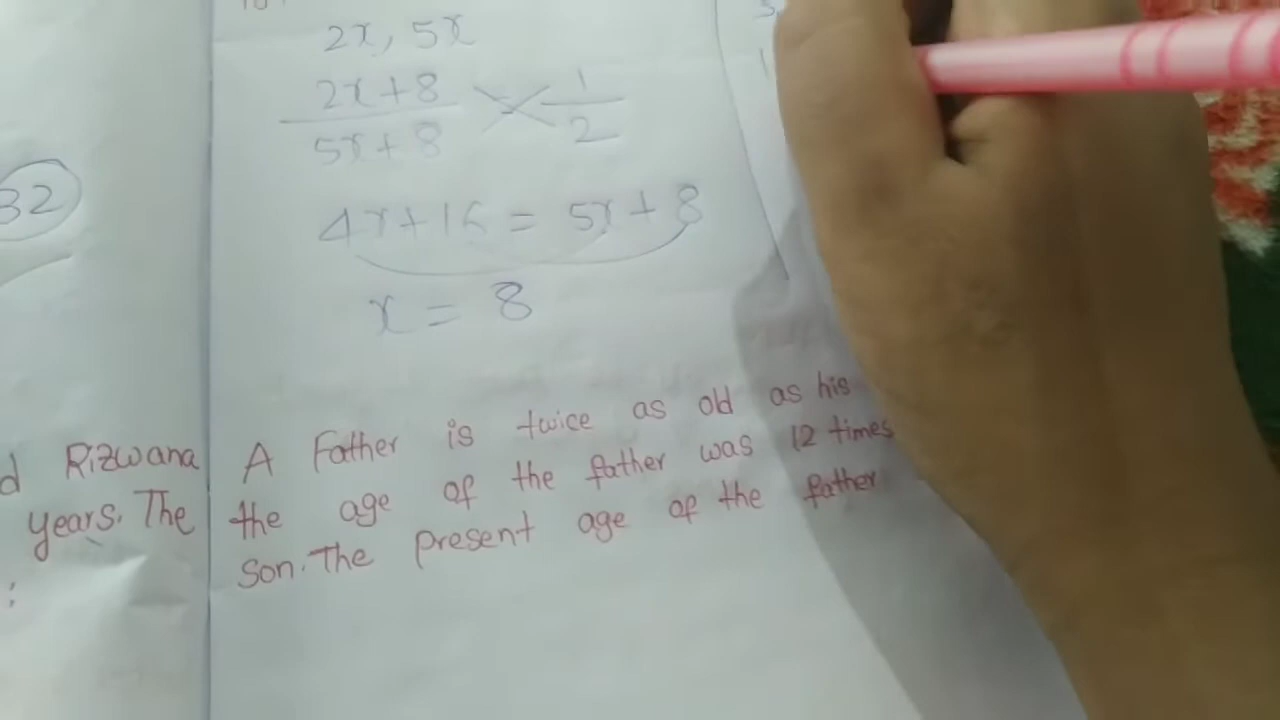 2x, 5x
2x+8 = 1
5x+8 2
4x+16 = 5x+8
x = 8
32
A Father is twice as old as his
d Rizwana the age of the father was 12 times
years. The son. The present age of the father
: